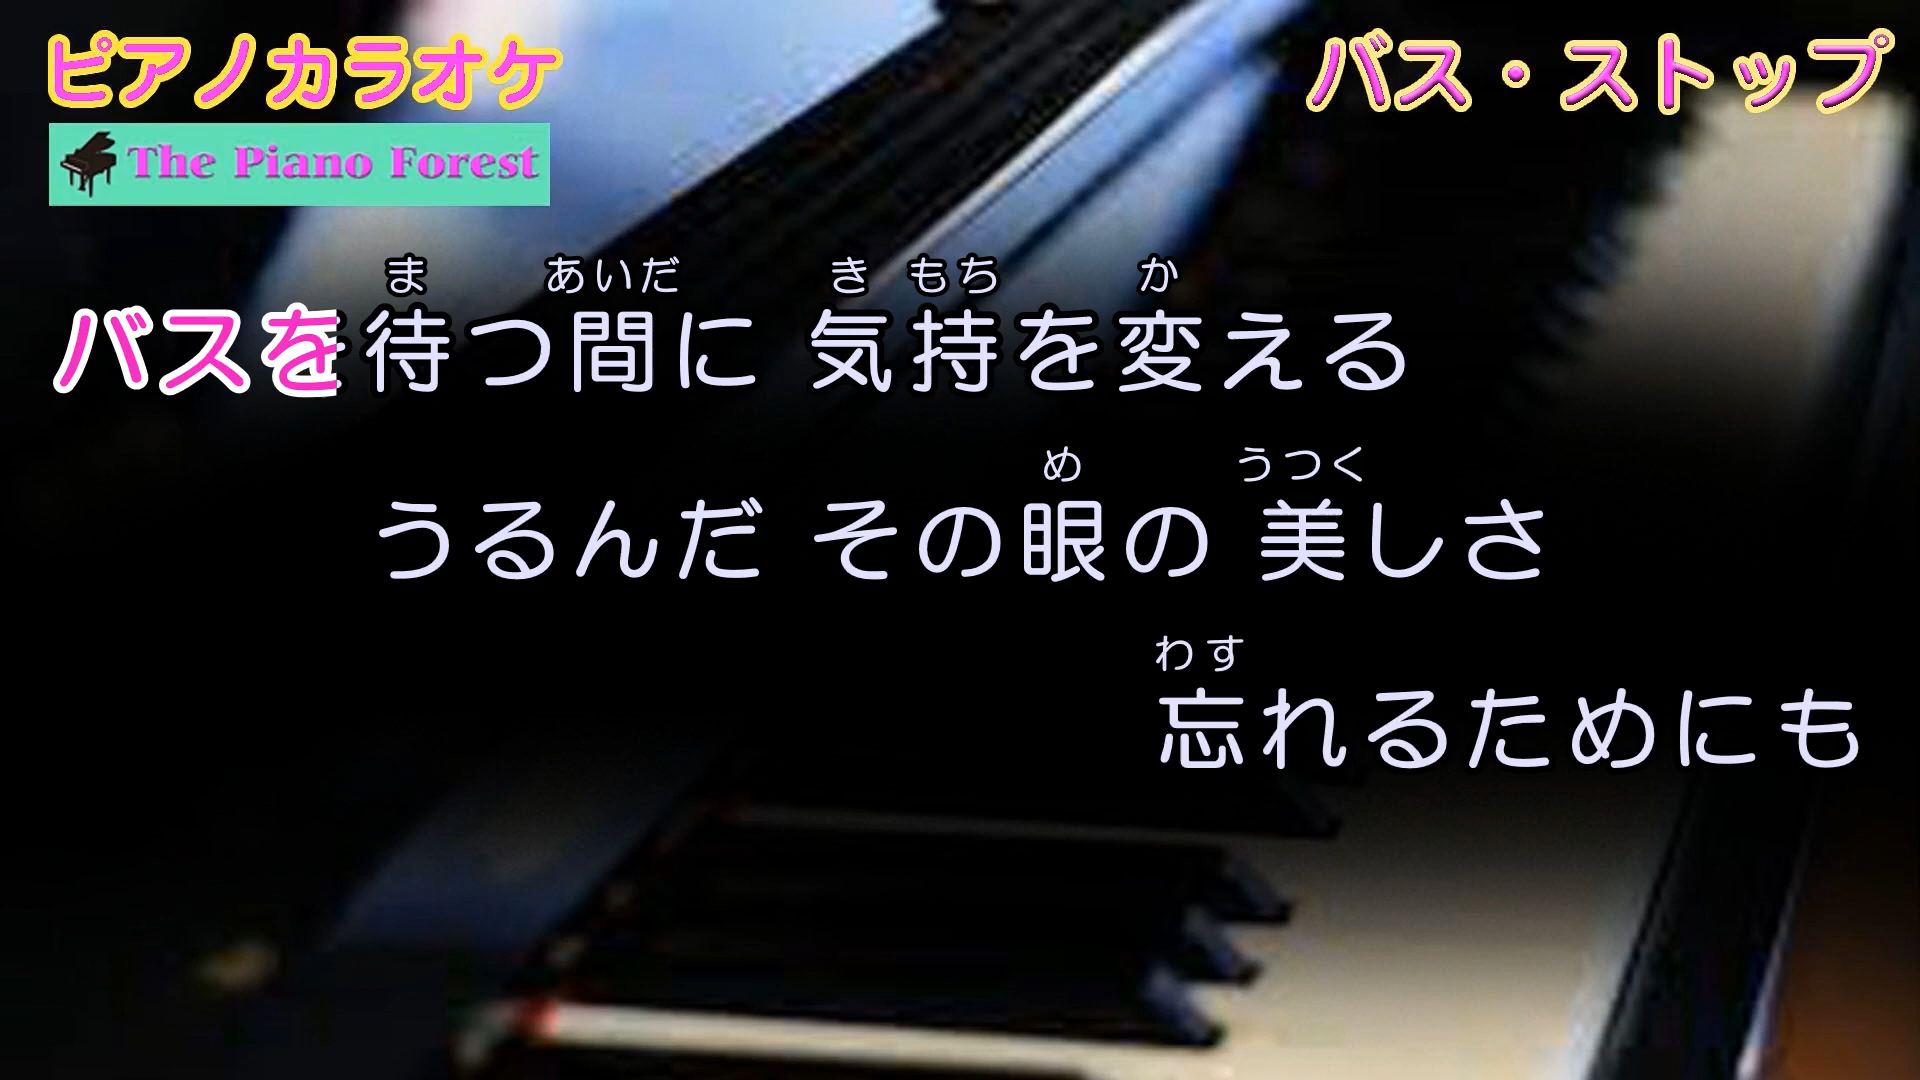 ピアノカラオケ
バス・ストップ
The Piano Forest
ま あいだ き もち か
バスを待つ間に 気持を変える
め うつく
うるんだ その眼の 美しさ
わす
忘れるためにも